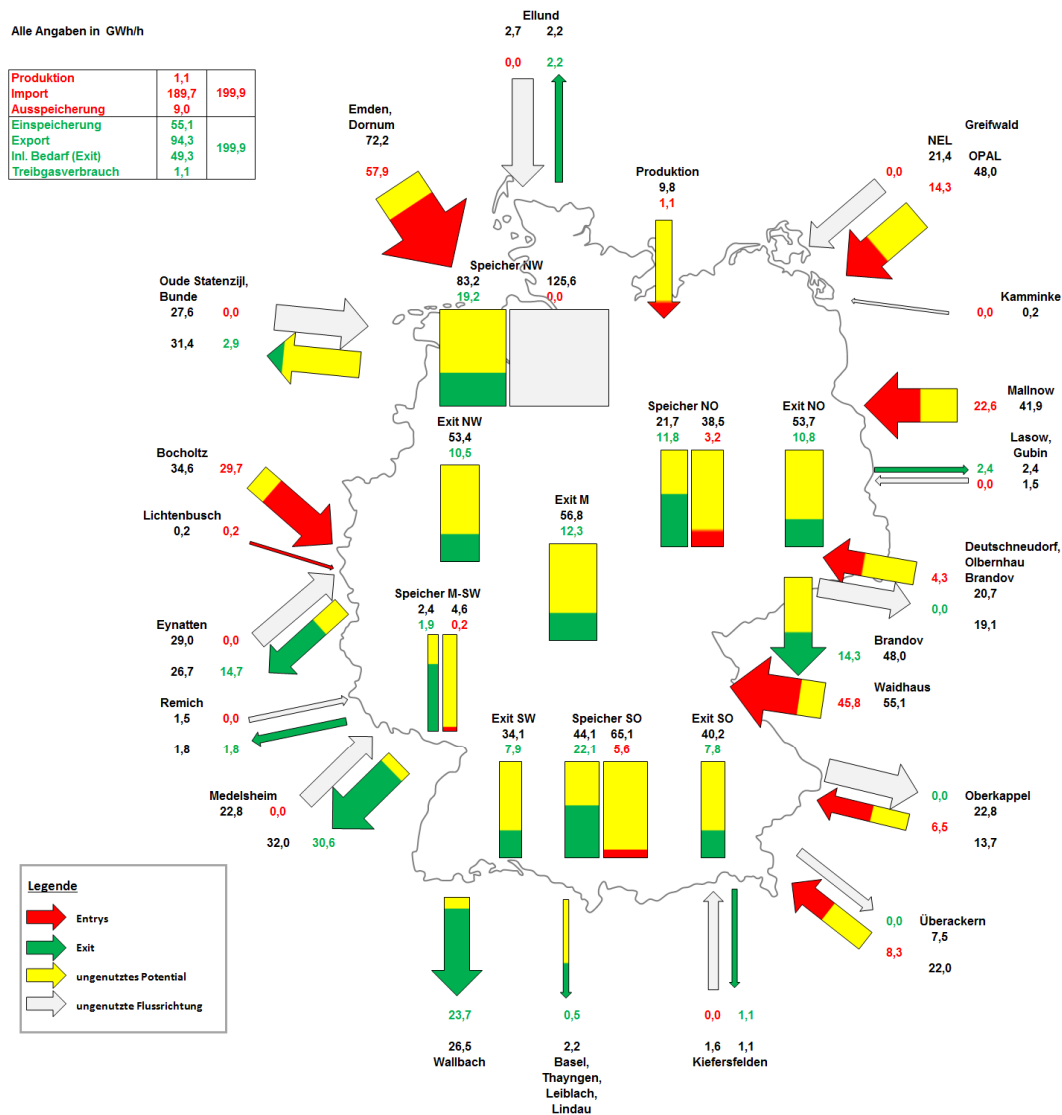 Ellund
Alle Angaben in GWh/h
2,7 2,2
0,0 2,2
Produktion 1,1
Import 189,7 199,9
Ausspeicherung 9,0
Einspeicherung 55,1
Export 94,3 199,9
Inl. Bedarf (Exit) 49,3
Treibgasverbrauch 1,1
Emden,
Dornum
72,2
57,9
Produktion
9,8
1,1
Greifwald
NEL
21,4 OPAL
48,0
0,0
14,3
Speicher NW
83,2 125,6
19,2 0,0
Oude Statenzijl,
Bunde
27,6 0,0
31,4 2,9
Kamminke
0,0 0,2
Mallnow
22,6 41,9
Exit NW
53,4
10,5
Speicher NO
21,7 38,5
11,8 3,2
Exit NO
53,7
10,8
Lasow,
Gubin
2,4 2,4
0,0 1,5
Bocholtz
34,6 29,7
Lichtenbusch
0,2 0,2
Exit M
56,8
12,3
Deutschneudorf,
Olbernhau
4,3 Brandov
20,7
0,0
19,1
Speicher M-SW
2,4 4,6
1,9 0,2
Eynatten
29,0 0,0
26,7 14,7
Brandov
14,3 48,0
Waidhaus
45,8 55,1
Remich
1,5 0,0
1,8 1,8
Exit SW
34,1
7,9
Speicher SO
44,1 65,1
22,1 5,6
Exit SO
40,2
7,8
Medelsheim
22,8 0,0
32,0 30,6
0,0 Oberkappel
22,8
6,5
13,7
Legende
Entrys
Exit
ungenutztes Potential
ungenutzte Flussrichtung
0,0 Überackern
7,5
8,3
22,0
23,7
26,5
Wallbach
0,5
2,2
Basel,
Thayngen,
Leiblach,
Lindau
0,0 1,1
1,6 1,1
Kiefersfelden